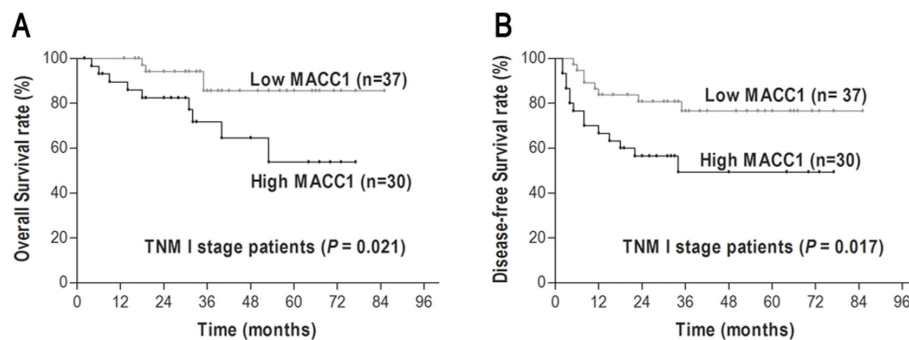 A
Overall Survival rate (%)
100
80
60
40
20
0
Low MACC1 (n=37)
High MACC1 (n=30)
TNM I stage patients (P = 0.021)
0 12 24 36 48 60 72 84 96
Time (months)
B
Disease-free Survival rate (%)
100
80
60
40
20
0
Low MACC1 (n= 37)
High MACC1 (n=30)
TNM I stage patients (P = 0.017)
0 12 24 36 48 60 72 84 96
Time (months)